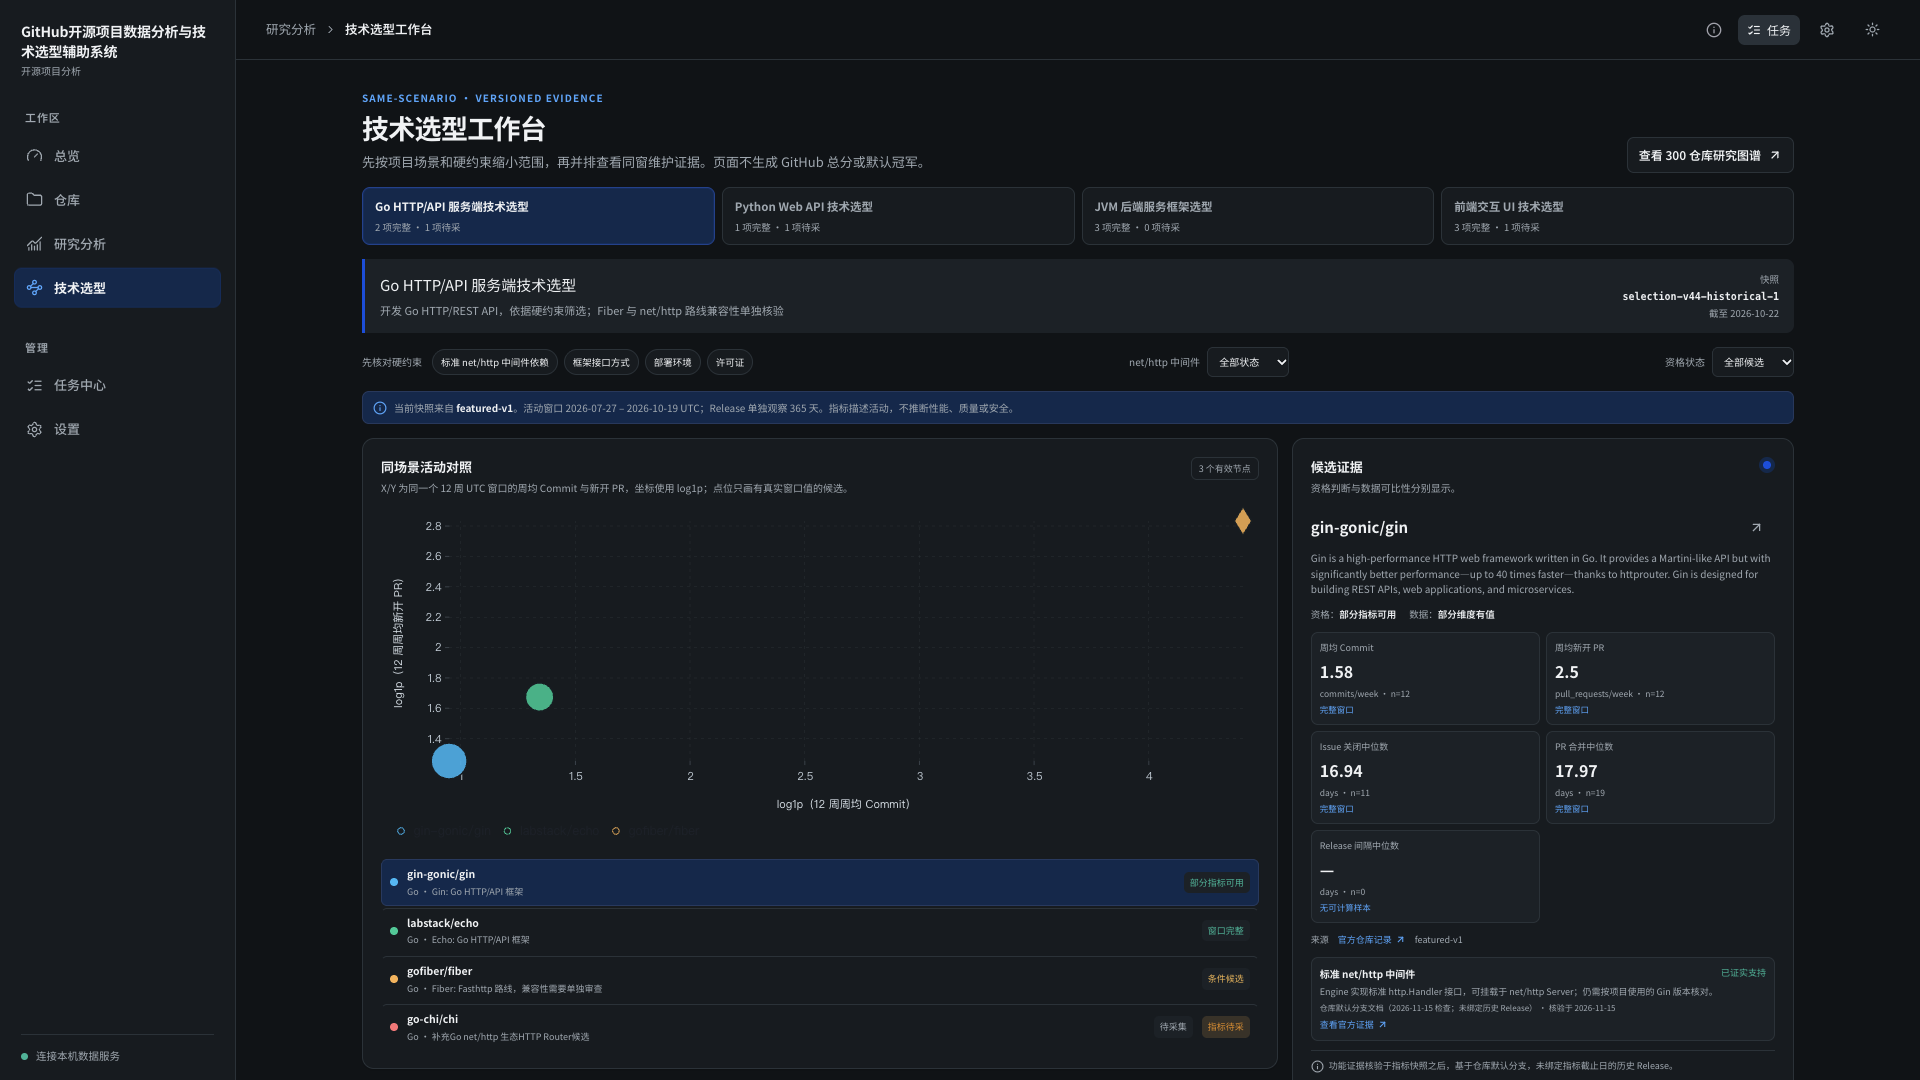 GitHub开源项目数据分析与技
术选型辅助系统
开源项目分析
工作区
总览
仓库
研究分析
技术选型
管理
任务中心
设置
连接本机数据服务
研究分析 > 技术选型工作台
任务
SAME-SCENARIO • VERSIONED EVIDENCE
技术选型工作台
先按项目场景和硬约束缩小范围，再并排查看同窗维护证据。页面不生成 GitHub 总分或默认冠军。
查看 300 仓库研究图谱
Go HTTP/API 服务端技术选型
2 项完整 • 1 项待采
Python Web API 技术选型
1 项完整 • 1 项待采
JVM 后端服务框架选型
3 项完整 • 0 项待采
前端交互 UI 技术选型
3 项完整 • 1 项待采
Go HTTP/API 服务端技术选型
开发 Go HTTP/REST API，依据硬约束筛选；Fiber 与 net/http 路线兼容性单独核验
快照
selection-v44-historical-1
截至 2026-10-22
先核对硬约束 标准 net/http 中间件依赖 框架接口方式 部署环境 许可证
net/http 中间件 全部状态
资格状态 全部候选
当前快照来自 featured-v1。活动窗口 2026-07-27 – 2026-10-19 UTC；Release 单独观察 365 天。指标描述活动，不推断性能、质量或安全。
同场景活动对照
3 个有效节点
X/Y 为同一个 12 周 UTC 窗口的周均 Commit 与新开 PR，坐标使用 log1p；点位只画有真实窗口值的候选。
log1p（12 周周均新开 PR）
2.8
2.6
2.4
2.2
2
1.8
1.6
1.4
1.5 2 2.5 3 3.5 4
log1p（12 周周均 Commit）
gin-gonic/gin
Go • Gin: Go HTTP/API 框架
部分指标可用
labstack/echo
Go • Echo: Go HTTP/API 框架
窗口完整
gofiber/fiber
Go • Fiber: Fasthttp 路线，兼容性需要单独审查
条件候选
go-chi/chi
Go • 补充Go net/http 生态HTTP Router候选
待采集 指标待采
候选证据
资格判断与数据可比性分别显示。
gin-gonic/gin
Gin is a high-performance HTTP web framework written in Go. It provides a Martini-like API but with
significantly better performance—up to 40 times faster—thanks to httprouter. Gin is designed for
building REST APIs, web applications, and microservices.
资格：部分指标可用 数据：部分维度有值
周均 Commit
1.58
commits/week • n=12
完整窗口
周均新开 PR
2.5
pull_requests/week • n=12
完整窗口
Issue 关闭中位数
16.94
days • n=11
完整窗口
PR 合并中位数
17.97
days • n=19
完整窗口
Release 间隔中位数
—
days • n=0
无可计算样本
来源 官方仓库记录 featured-v1
标准 net/http 中间件
已证实支持
Engine 实现标准 http.Handler 接口，可挂载于 net/http Server；仍需按项目使用的 Gin 版本核对。
仓库默认分支文档（2026-11-15 检查；未绑定历史 Release） • 核验于 2026-11-15
查看官方证据
功能证据核验于指标快照之后，基于仓库默认分支，未绑定指标截止日的历史 Release。